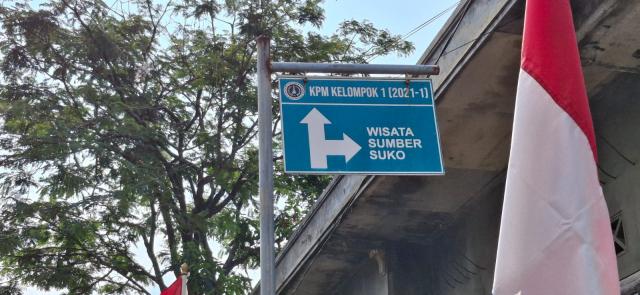 KPM KELOMPOK 1 (2021-1)
WISATA
SUMBER
SUKO